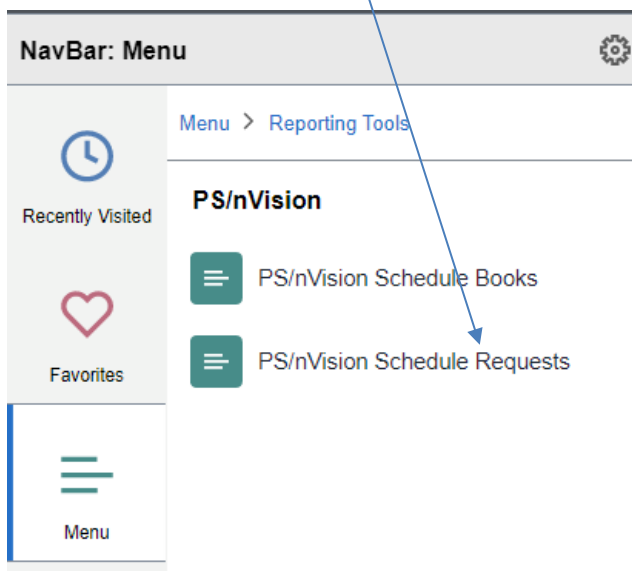 NavBar: Menu
Menu > Reporting Tools
Recently Visited
PS/nVision
PS/nVision Schedule Books
Favorites
PS/nVision Schedule Requests
Menu